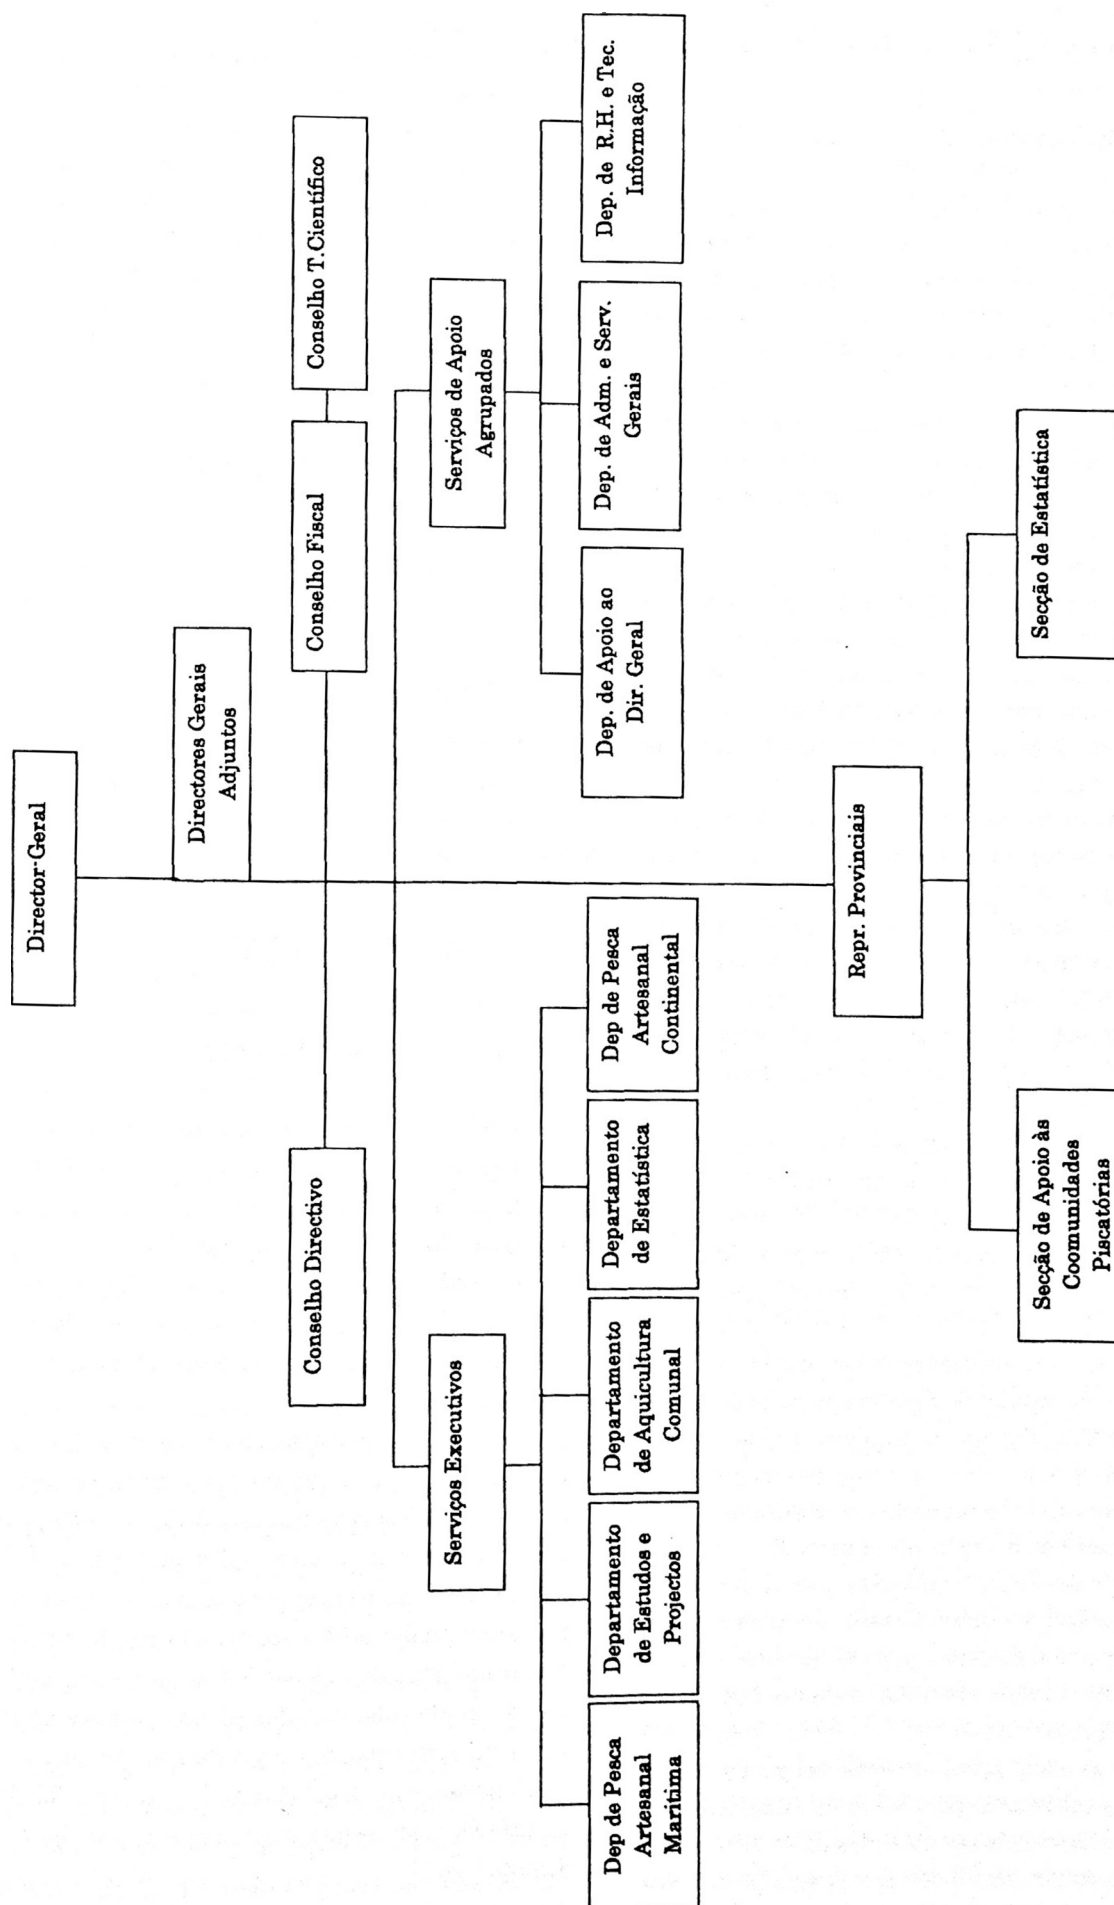 Director-Geral
Directores Gerais
Adjuntos
Conselho Directivo
Conselho Fiscal
Conselho T.Científico
Serviços Executivos
Serviços de Apoio
Agrupados
Dep de Pesca
Artesanal
Maritima
Departamento
de Estudos e
Projectos
Departamento
de Aquicultura
Comunal
Departamento
de Estatística
Dep de Pesca
Artesanal
Continental
Dep. de Apoio ao
Dir. Geral
Dep. de Adm. e Serv.
Gerais
Dep. de R.H. e Tec.
Informação
Repr. Provinciais
Secção de Apoio às
Coomunidades
Piscatórias
Secção de Estatística